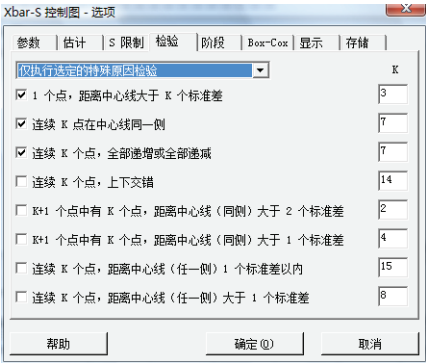 Xbar-S 控制图 - 选项
参数 估计 S 限制 检验 阶段 Box-Cox 显示 存储
仅执行选定的特殊原因检验 K
1 个点，距离中心线大于 K 个标准差 3
连续 K 点在中心线同一侧 7
连续 K 个点，全部递增或全部递减 7
连续 K 个点，上下交错 14
K+1 个点中有 K 个点，距离中心线（同侧）大于 2 个标准差 2
K+1 个点中有 K 个点，距离中心线（同侧）大于 1 个标准差 4
连续 K 个点，距离中心线（任一侧）1 个标准差以内 15
连续 K 个点，距离中心线（任一侧）大于 1 个标准差 8
帮助 确定(O) 取消